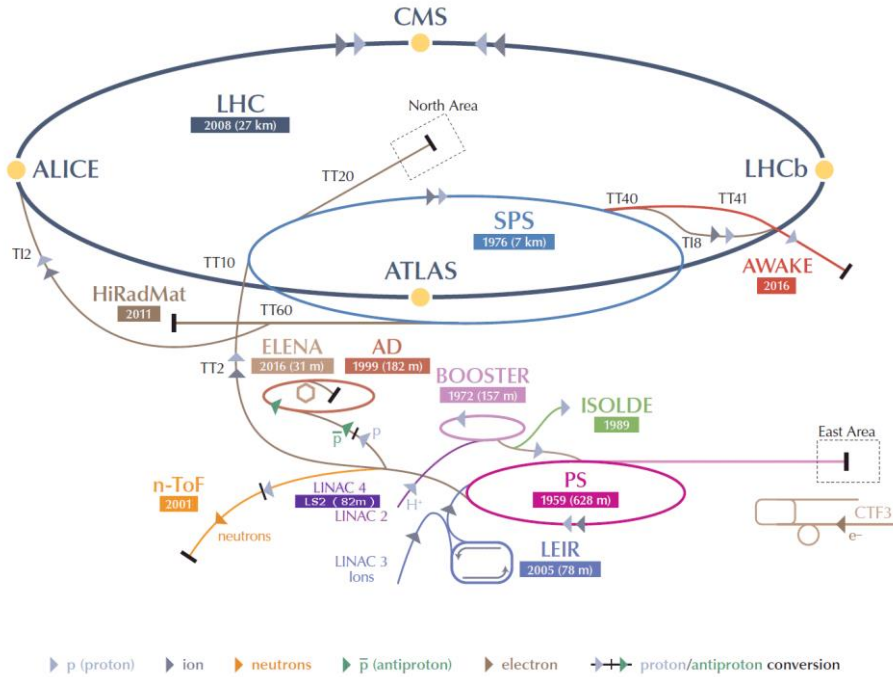 CMS
LHC
2008 (27 km)
North Area
ALICE
LHCb
TT20
TT40
TT41
SPS
1976 (7 km)
TI8
TI2
TT10
ATLAS
AWAKE
2016
HiRadMat
2011
TT60
ELENA
2016 (31 m)
AD
1999 (182 m)
TT2
BOOSTER
1972 (157 m)
ISOLDE
1989
East Area
p̅
p
n-ToF
2001
LINAC 4
LS2 ( 82m )
LINAC 2
H⁺
PS
1959 (628 m)
neutrons
CTF3
e–
LINAC 3
Ions
LEIR
2005 (78 m)
p (proton)
ion
neutrons
p̅ (antiproton)
electron
proton/antiproton conversion